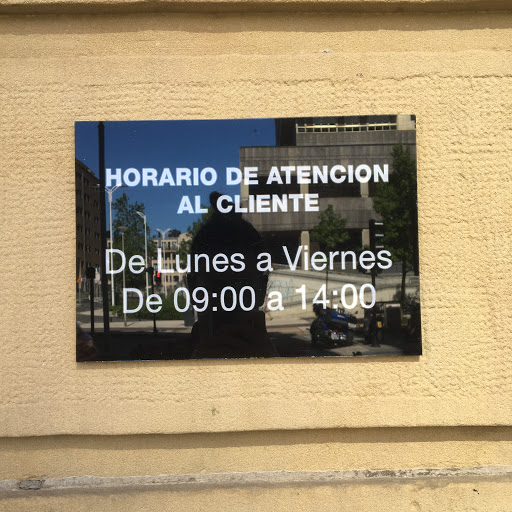 HORARIO DE ATENCION
AL CLIENTE
De Lunes a Viernes
De 09:00 a 14:00